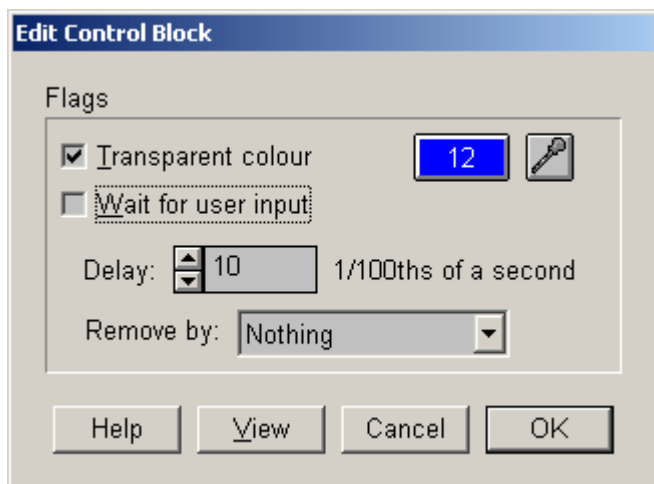 Edit Control Block
Flags
Transparent colour 12
Wait for user input
Delay: 10 1/100ths of a second
Remove by: Nothing
Help View Cancel OK